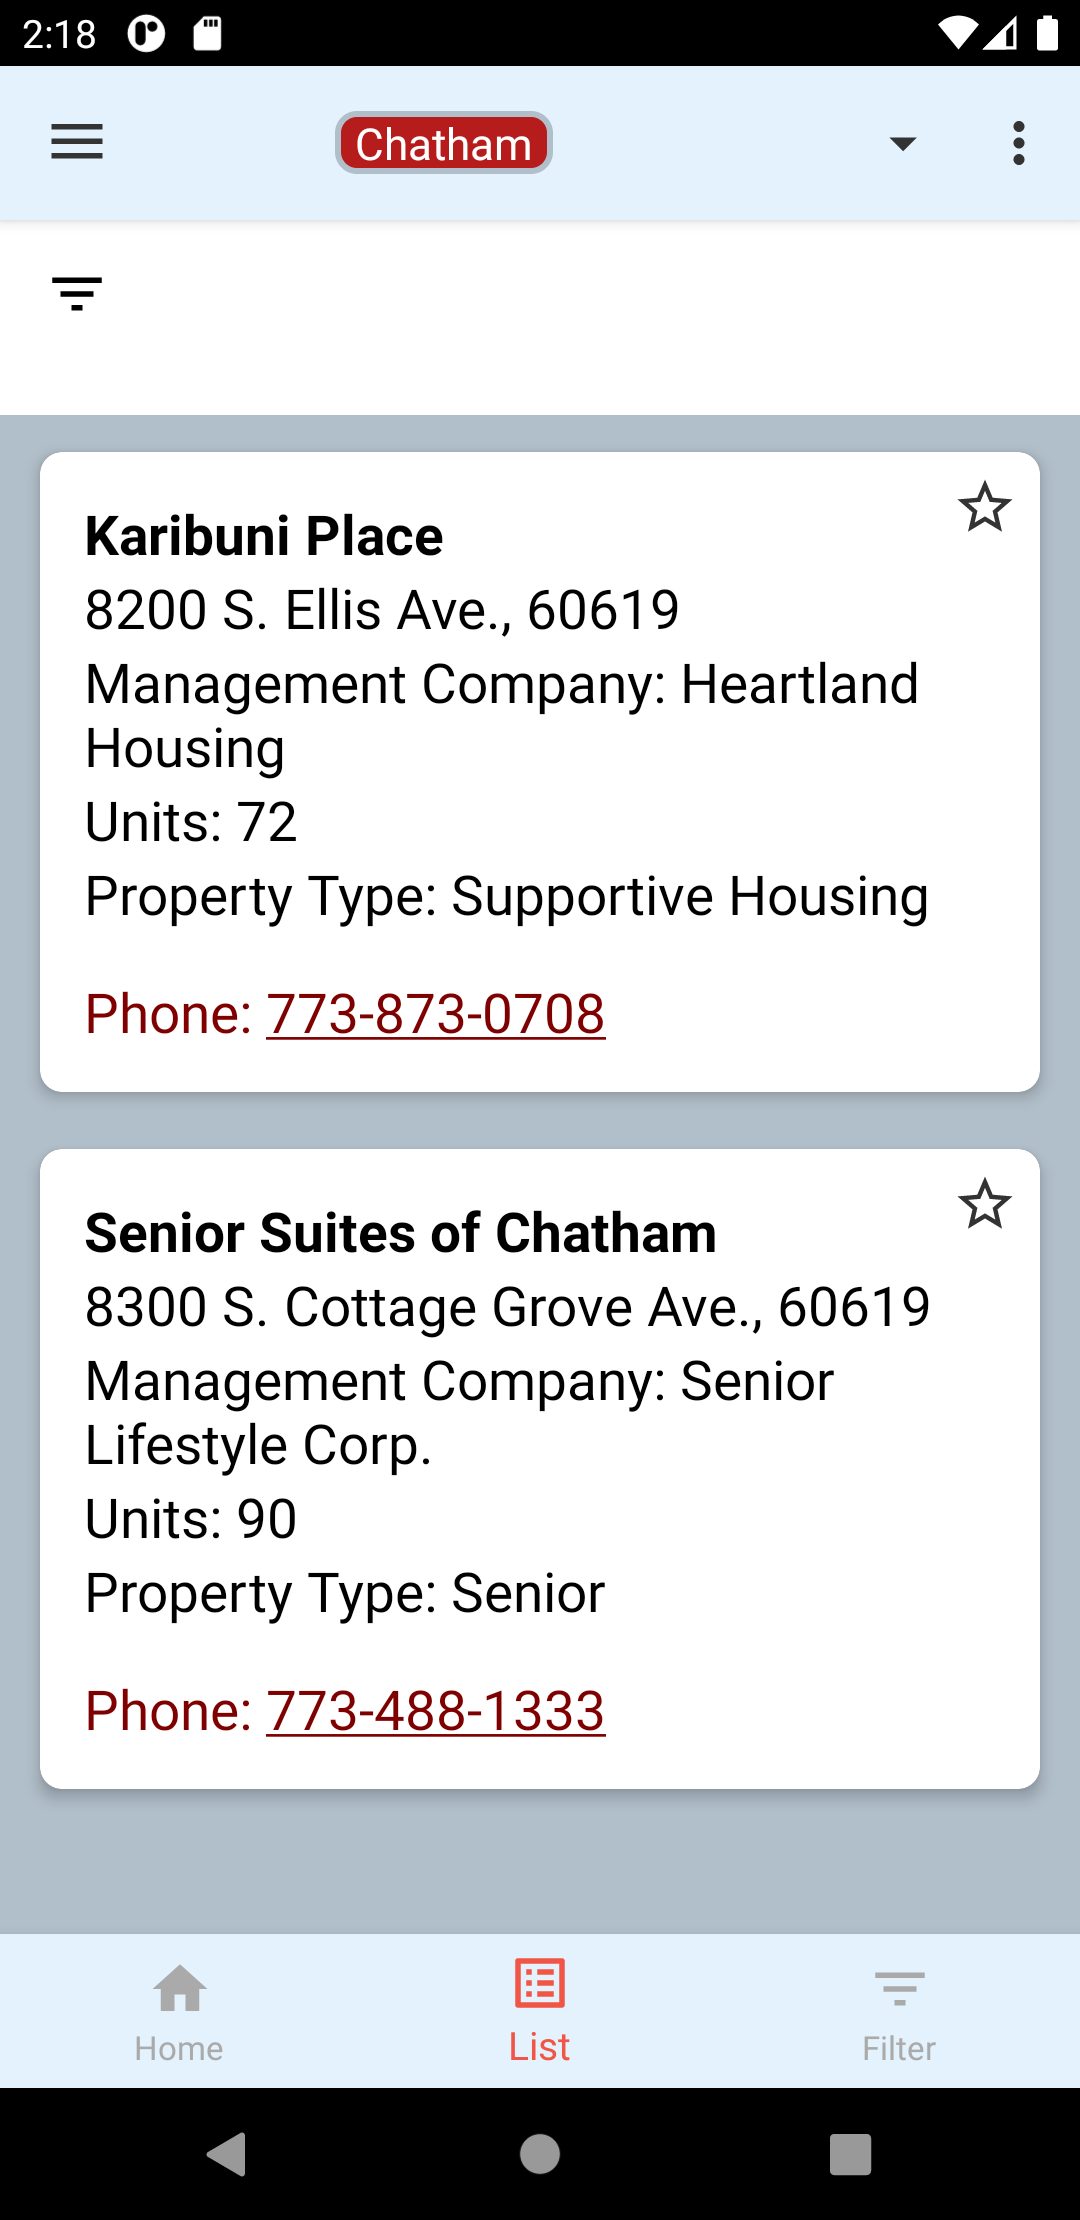 2:18
Chatham
Karibuni Place
8200 S. Ellis Ave., 60619
Management Company: Heartland
Housing
Units: 72
Property Type: Supportive Housing
Phone: 773-873-0708
Senior Suites of Chatham
8300 S. Cottage Grove Ave., 60619
Management Company: Senior
Lifestyle Corp.
Units: 90
Property Type: Senior
Phone: 773-488-1333
Home
List
Filter